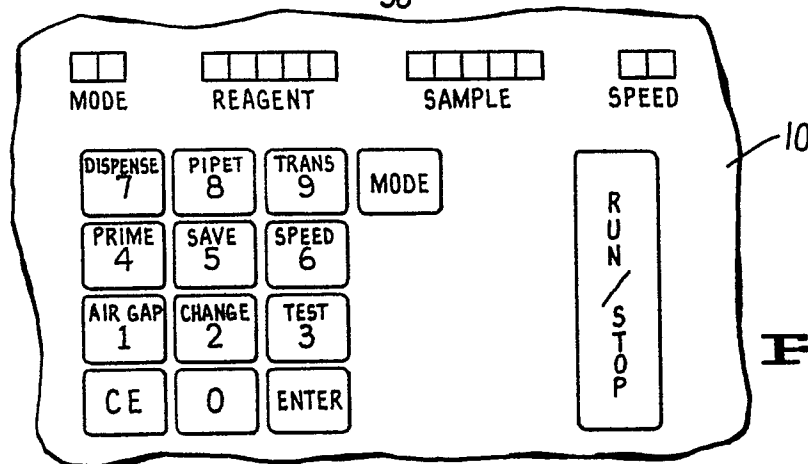 MODE REAGENT SAMPLE SPEED
10
DISPENSE PIPET TRANS
7 8 9 MODE
PRIME SAVE SPEED
4 5 6
AIR GAP CHANGE TEST
1 2 3
CE 0 ENTER
RUN/STOP
F